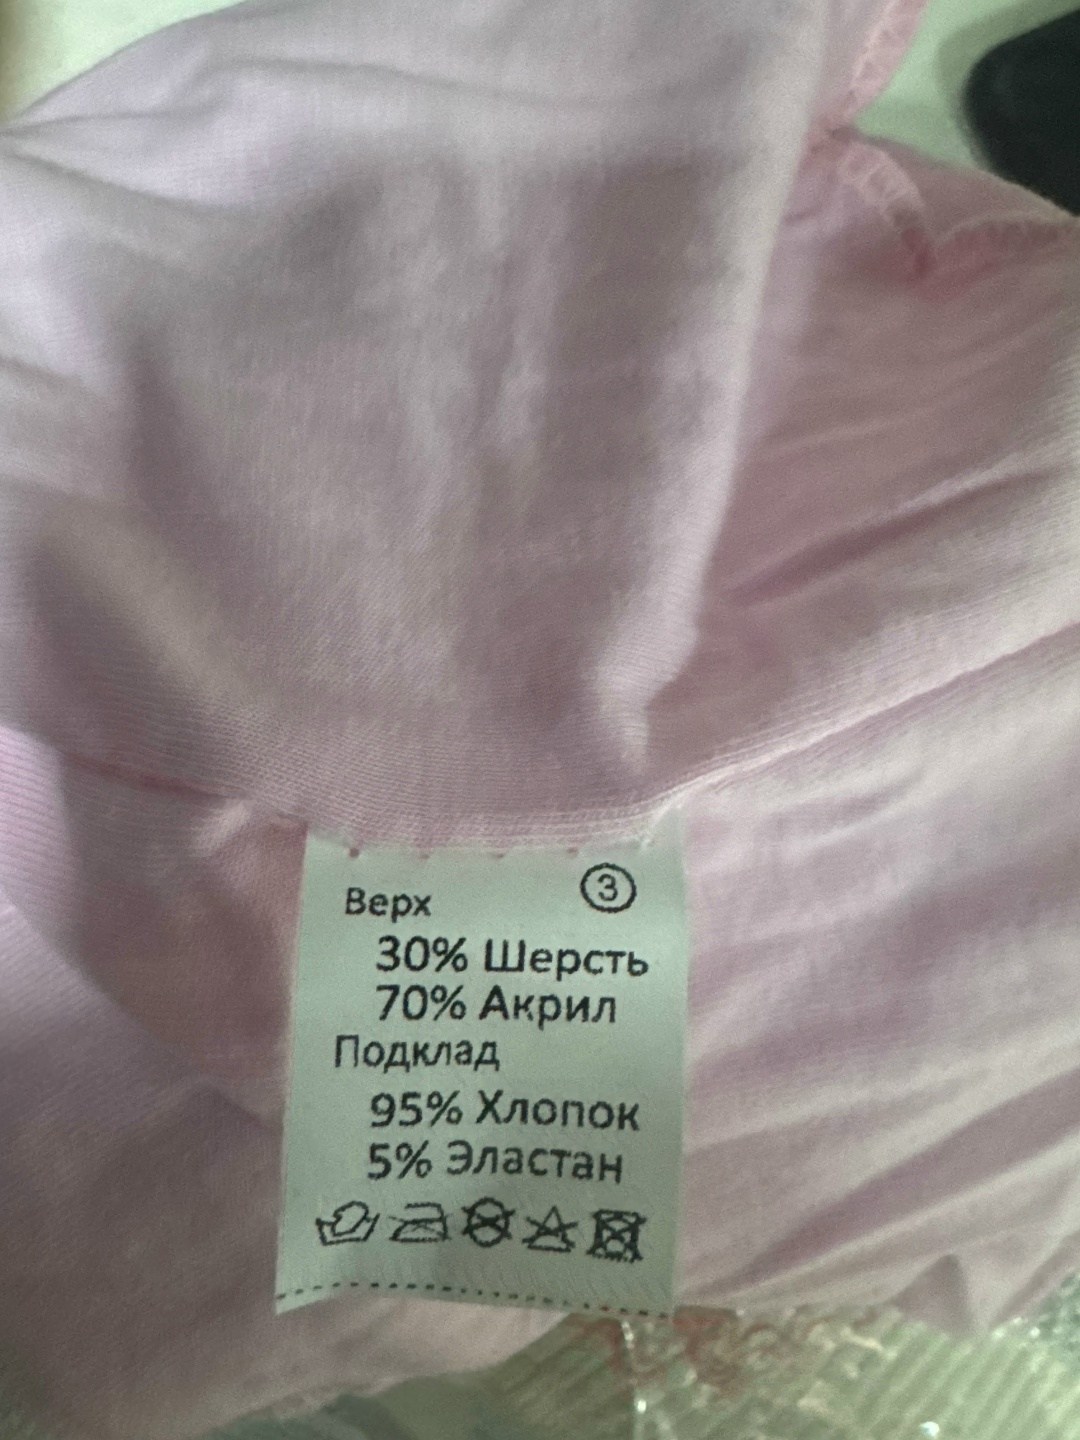 Верх 3
30% Шерсть
70% Акрил
Подклад
95% Хлопок
5% Эластан